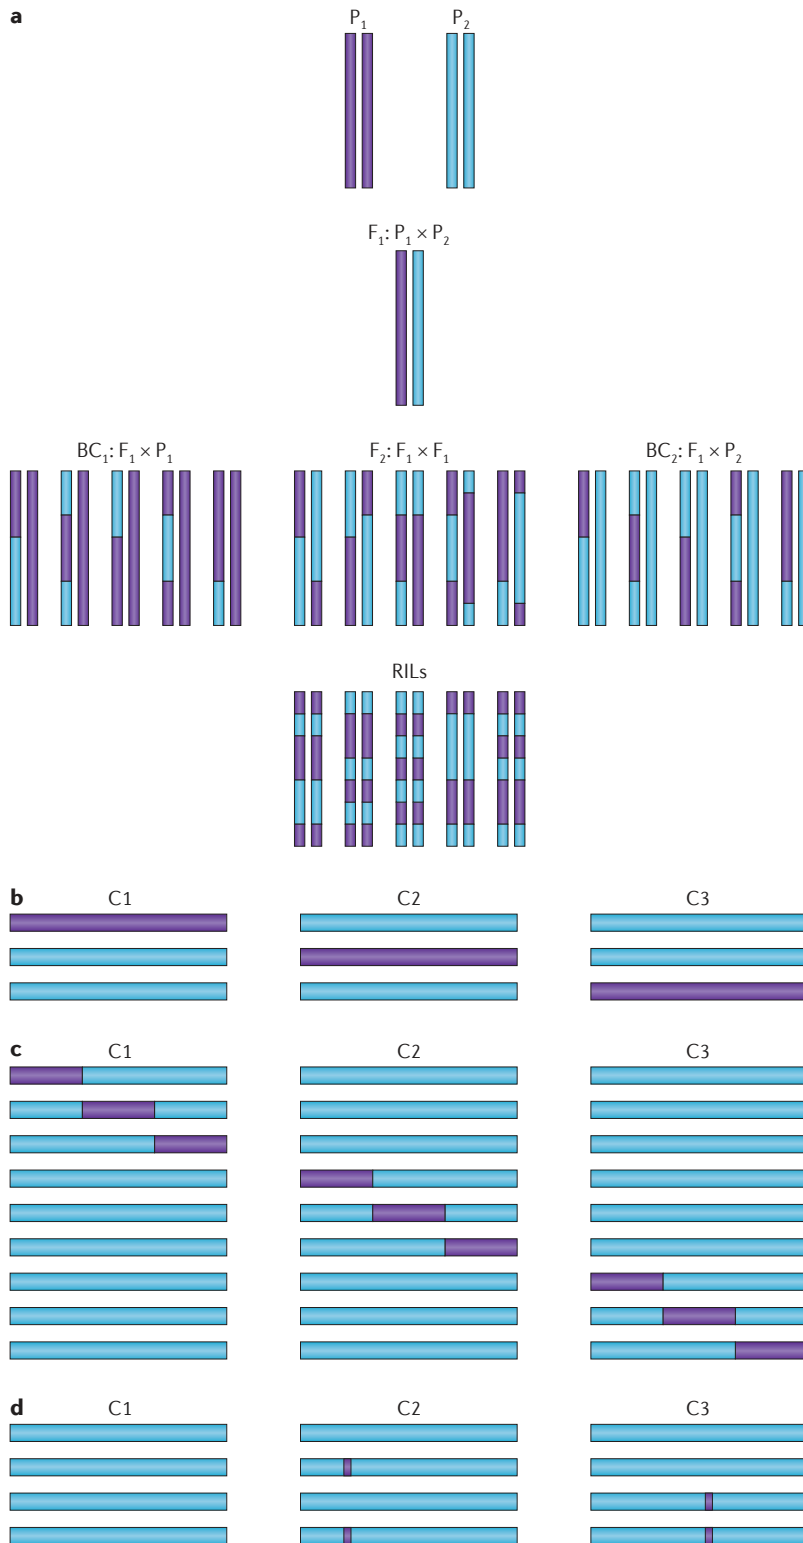 a
P₁ P₂
F₁: P₁ × P₂
BC₁: F₁ × P₁ F₂: F₁ × F₁ BC₂: F₁ × P₂
RILs
b C1 C2 C3
c C1 C2 C3
d C1 C2 C3